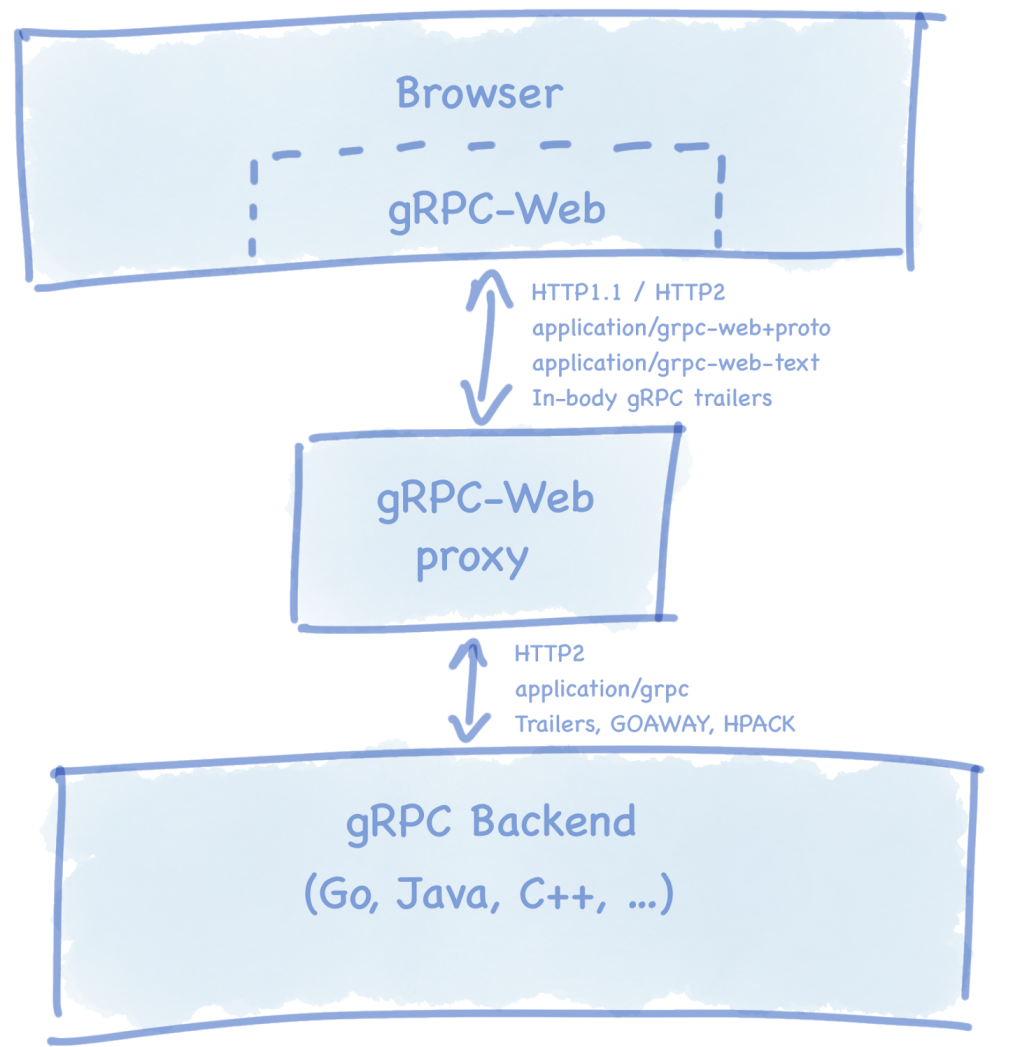 Browser
gRPC-Web
HTTP1.1 / HTTP2
application/grpc-web+proto
application/grpc-web-text
In-body gRPC trailers
gRPC-Web
proxy
HTTP2
application/grpc
Trailers, GOAWAY, HPACK
gRPC Backend
(Go, Java, C++, ...)